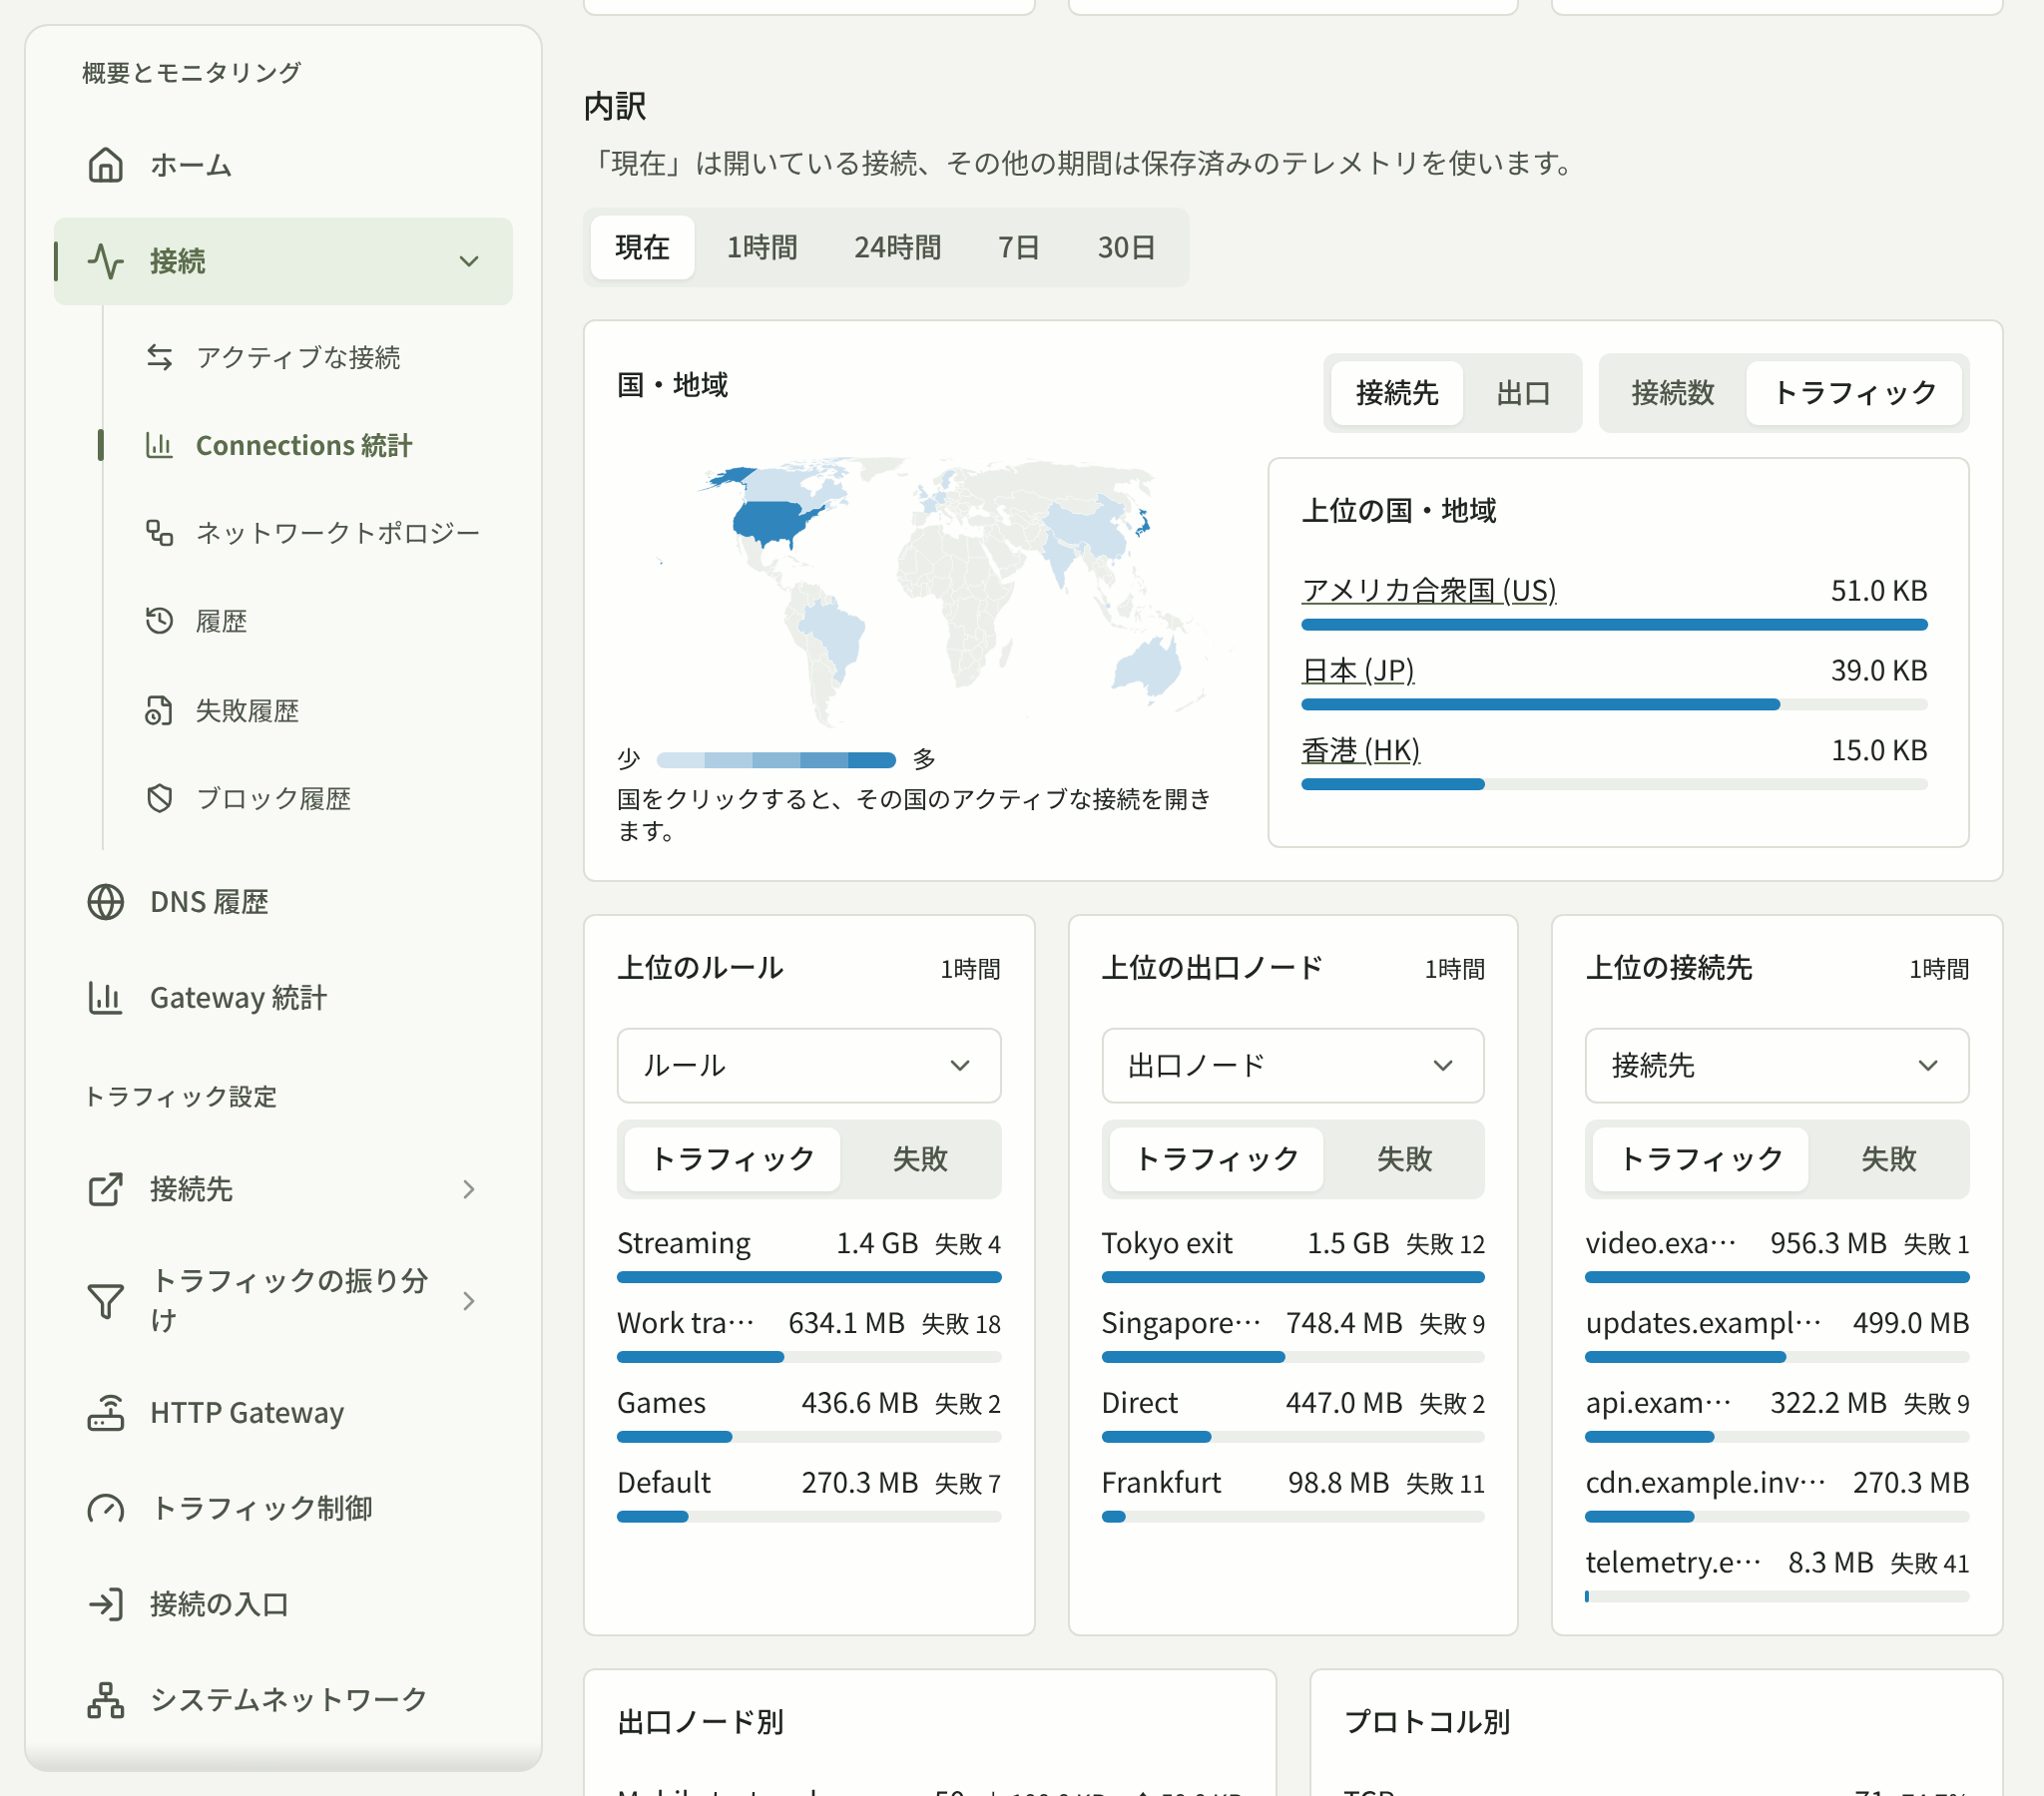 概要とモニタリング
ホーム
接続
アクティブな接続
Connections 統計
ネットワークトポロジー
履歴
失敗履歴
ブロック履歴
DNS 履歴
Gateway 統計
トラフィック設定
接続先
トラフィックの振り分
け
HTTP Gateway
トラフィック制御
接続の入口
システムネットワーク
内訳
「現在」は開いている接続、その他の期間は保存済みのテレメトリを使います。
現在 1時間 24時間 7日 30日
国・地域
接続先 出口 接続数 トラフィック
少 多
国をクリックすると、その国のアクティブな接続を開き
ます。
上位の国・地域
アメリカ合衆国 (US) 51.0 KB
日本 (JP) 39.0 KB
香港 (HK) 15.0 KB
上位のルール 1時間
ルール
トラフィック 失敗
Streaming 1.4 GB 失敗 4
Work tra… 634.1 MB 失敗 18
Games 436.6 MB 失敗 2
Default 270.3 MB 失敗 7
上位の出口ノード 1時間
出口ノード
トラフィック 失敗
Tokyo exit 1.5 GB 失敗 12
Singapore… 748.4 MB 失敗 9
Direct 447.0 MB 失敗 2
Frankfurt 98.8 MB 失敗 11
上位の接続先 1時間
接続先
トラフィック 失敗
video.exa… 956.3 MB 失敗 1
updates.exampl… 499.0 MB
api.exam… 322.2 MB 失敗 9
cdn.example.inv… 270.3 MB
telemetry.e… 8.3 MB 失敗 41
出口ノード別
プロトコル別